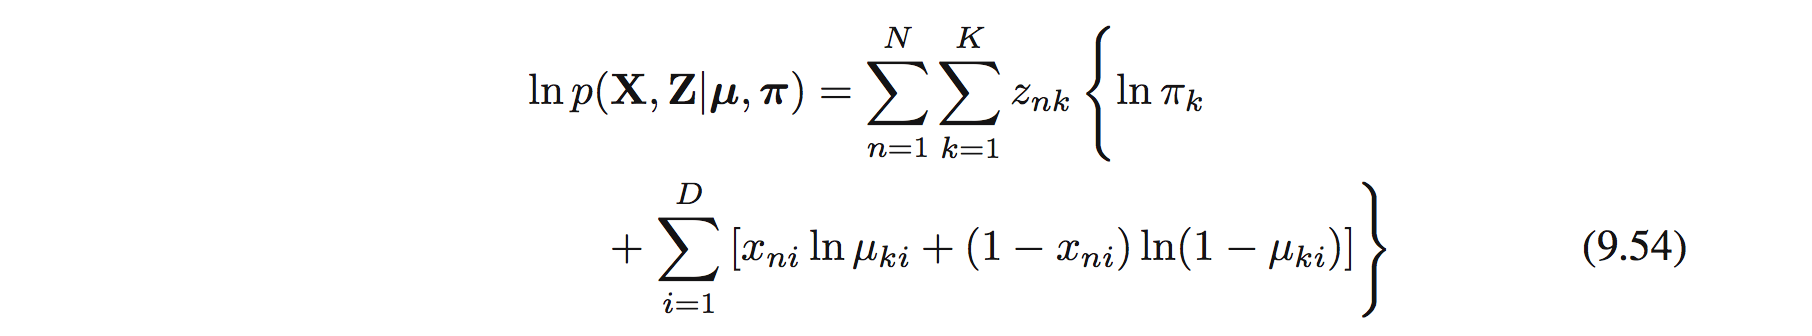 ln p(X, Z|μ, π) = ∑_{n=1}^{N} ∑_{k=1}^{K} z_{nk} { ln π_k
+ ∑_{i=1}^{D} [x_{ni} ln μ_{ki} + (1 − x_{ni}) ln(1 − μ_{ki})] } (9.54)